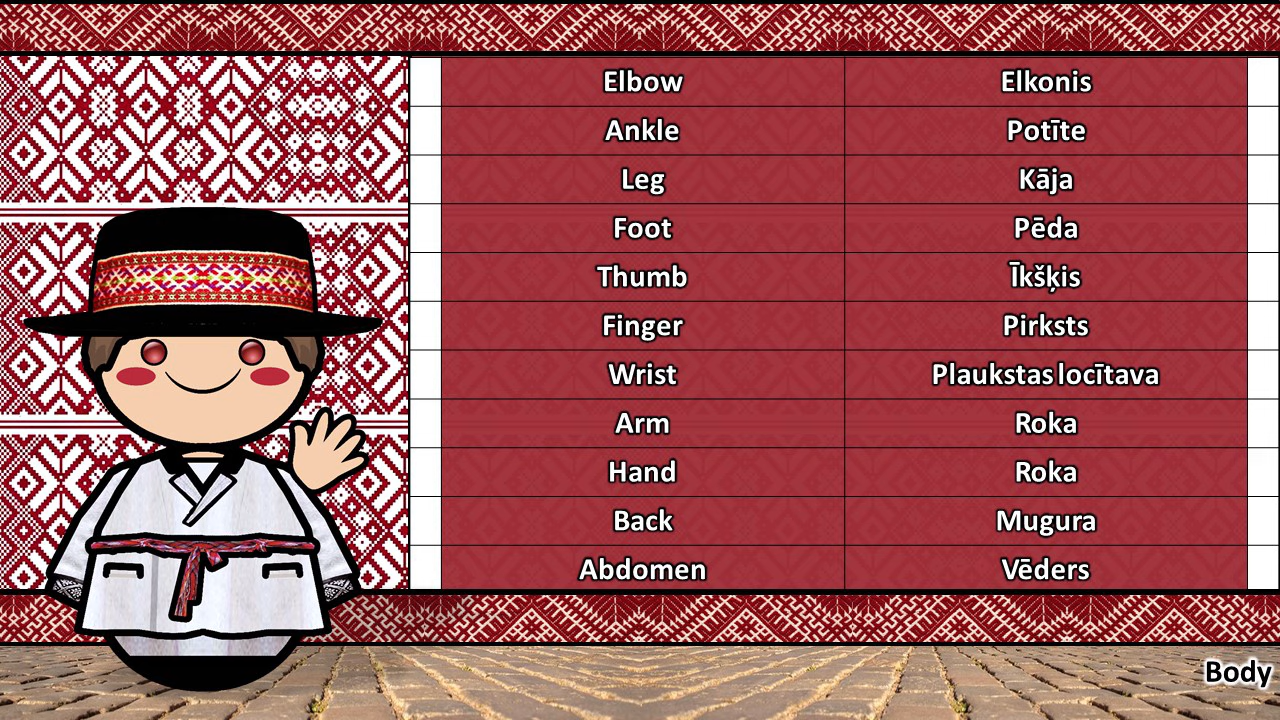 Elbow Elkonis
Ankle Potīte
Leg Kāja
Foot Pēda
Thumb Īkšķis
Finger Pirksts
Wrist Plaukstas locītava
Arm Roka
Hand Roka
Back Mugura
Abdomen Vēders
Body